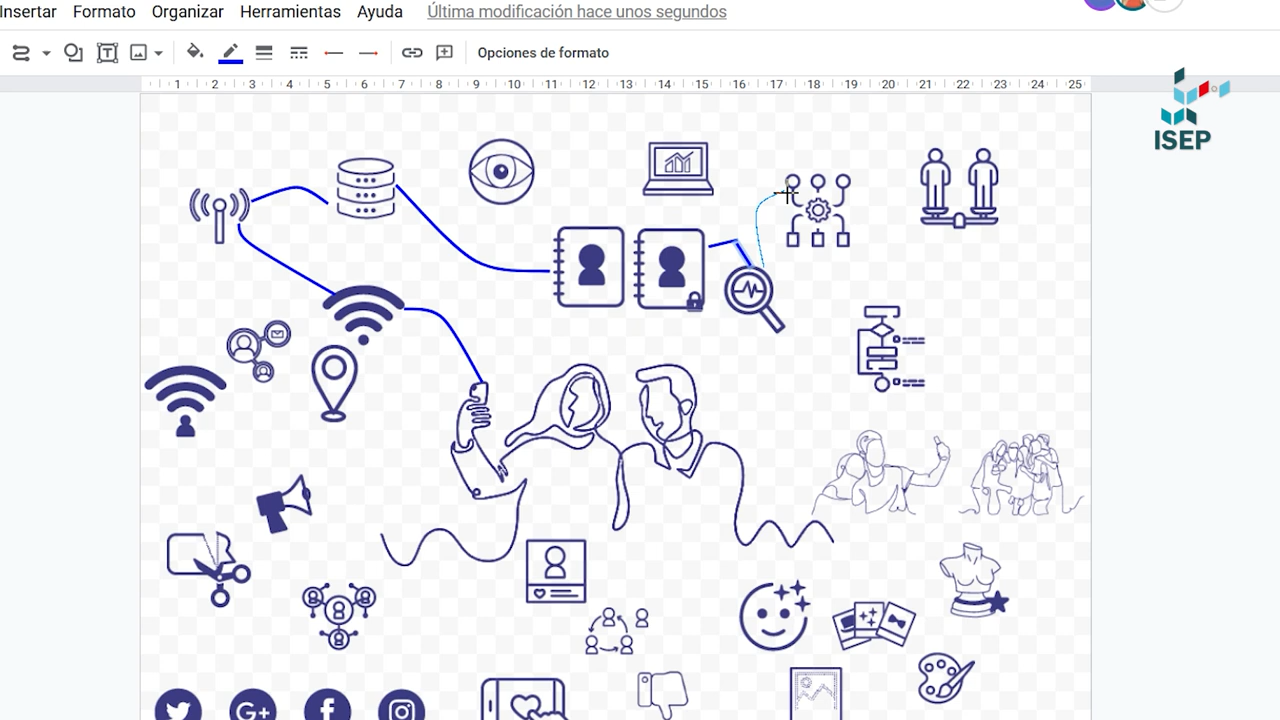 Insertar Formato Organizar Herramientas Ayuda Última modificación hace unos segundos
Opciones de formato
1 2 3 4 5 6 7 8 9 10 11 12 13 14 15 16 17 18 19 20 21 22 23 24 25
ISEP
G+